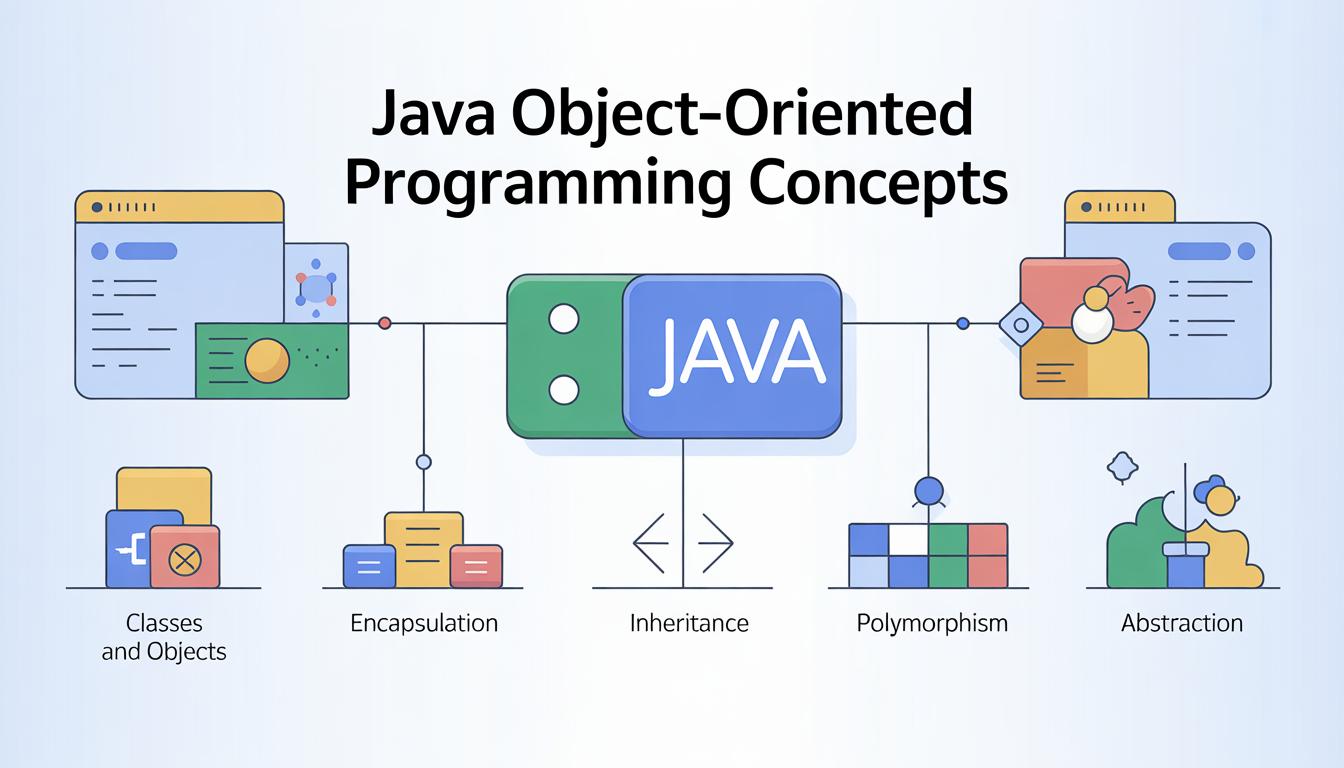 Java Object-Oriented
Programming Concepts
JAVA
Classes
and Objects
Encapsulation
Inheritance
Polymorphism
Abstraction